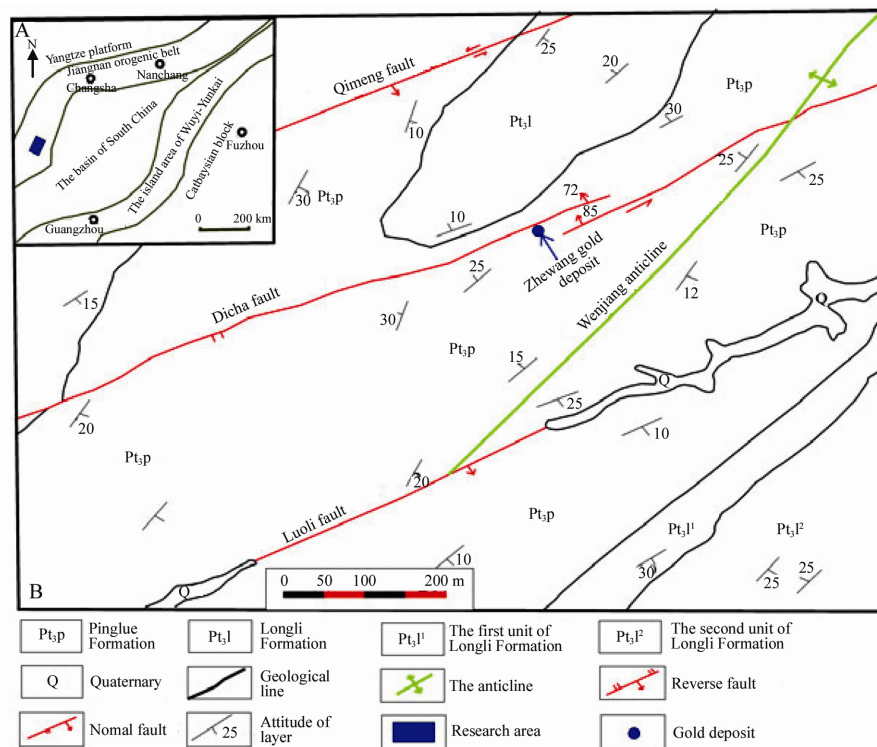 A
N
Yangtze platform
Jiangnan orogenic belt
Changsha
Nanchang
The basin of South China
The island area of Wuyi-Yunkai
Catbaysian block
Fuzhou
Guangzhou
0 200 km
Qimeng fault
25
20
Pt₃p
10
Pt₃l
30
30
Pt₃p
10
72
85
25
25
Zhewang gold
deposit
Pt₃p
15
Dicha fault
25
30
Wenjiang anticline
12
Q
Pt₃p
15
Q
25
20
10
Pt₃p
20
Luoli fault
Pt₃p
Pt₃l¹
Pt₃l²
10
30
25
25
Q
B
0 50 100 200 m
Pt₃p
Pinglue
Formation
Pt₃l
Longli
Formation
Pt₃l¹
The first unit of
Longli Formation
Pt₃l²
The second unit of
Longli Formation
Q
Quaternary
Geological
line
The anticline
Reverse fault
Nomal fault
25
Attitude of
layer
Research area
Gold deposit